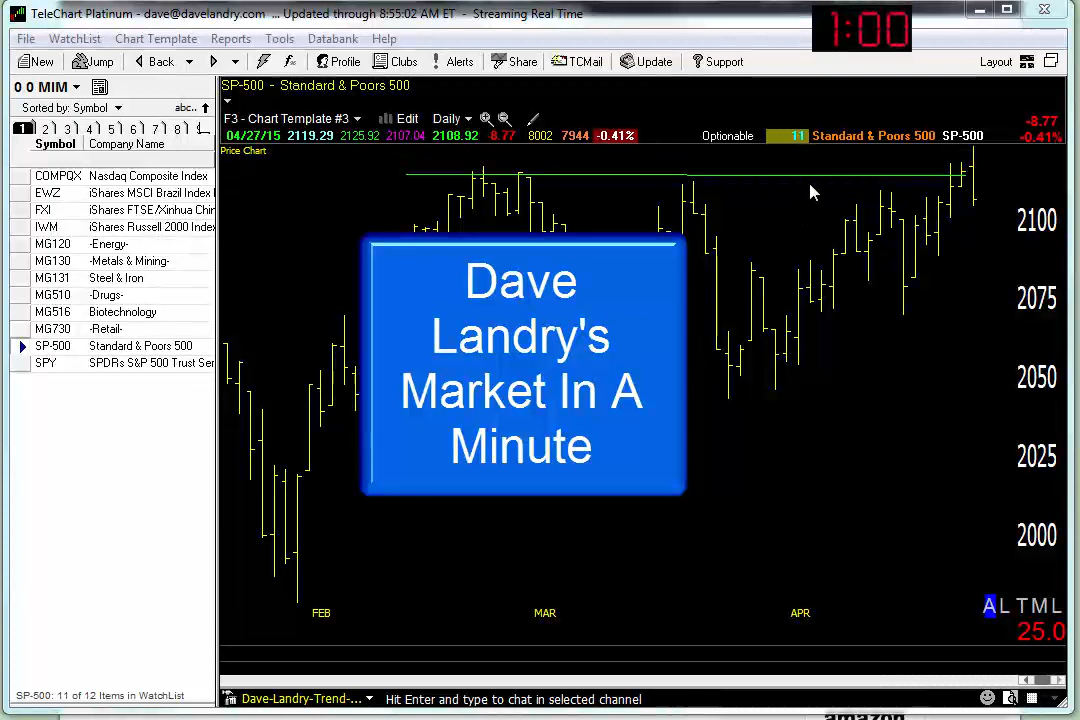 TeleChart Platinum - dave@davelandry.com ... Updated through 8:55:02 AM ET - Streaming Real Time
1:00
File WatchList Chart Template Reports Tools Databank Help
New Jump Back Profile Clubs Alerts Share TCMail Update Support Layout
0 0 MIM
SP-500 - Standard & Poors 500
Sorted by: Symbol abc..
F3 - Chart Template #3 Edit Daily
1 2 3 4 5 6 7 8
04/27/15 2119.29 2125.92 2107.04 2108.92 -8.77 8002 7944 -0.41% Optionable 11 Standard & Poors 500 SP-500
-8.77
-0.41%
Symbol Company Name
Price Chart
COMPQX Nasdaq Composite Index
EWZ iShares MSCI Brazil Index I
FXI iShares FTSE/Xinhua Chir
IWM iShares Russell 2000 Index
MG120 -Energy-
MG130 -Metals & Mining-
MG131 Steel & Iron
MG510 -Drugs-
MG516 Biotechnology
MG730 -Retail-
SP-500 Standard & Poors 500
SPY SPDRs S&P 500 Trust Ser
Dave
Landry's
Market In A
Minute
2100
2075
2050
2025
2000
FEB MAR APR
A L T M L
25.0
SP-500: 11 of 12 Items in WatchList
Dave-Landry-Trend-... Hit Enter and type to chat in selected channel
amazon